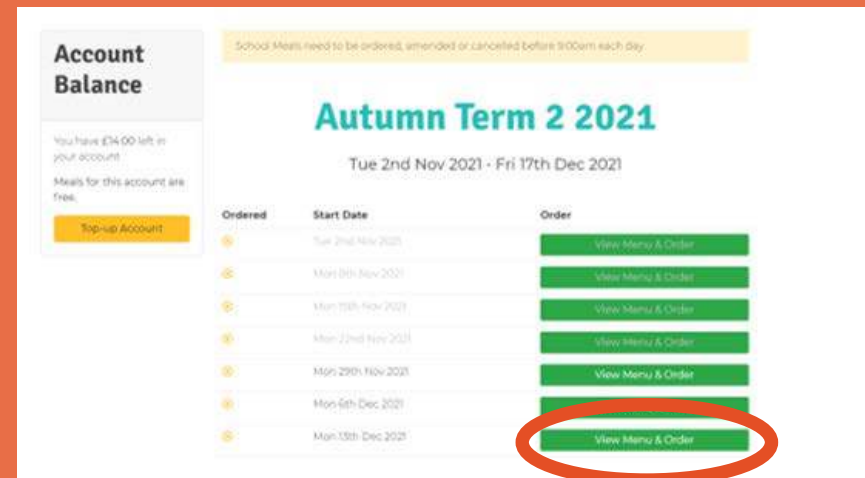 Account
Balance
You have £14.00 left in
your account
Meals for this account are
free.
Top-up Account
School Meals need to be ordered, amended or cancelled before 9:00am each day
Autumn Term 2 2021
Tue 2nd Nov 2021 - Fri 17th Dec 2021
Ordered Start Date Order
Tue 2nd Nov 2021 View Menu & Order
Mon 8th Nov 2021 View Menu & Order
Mon 15th Nov 2021 View Menu & Order
Mon 22nd Nov 2021 View Menu & Order
Mon 29th Nov 2021 View Menu & Order
Mon 6th Dec 2021
Mon 13th Dec 2021 View Menu & Order